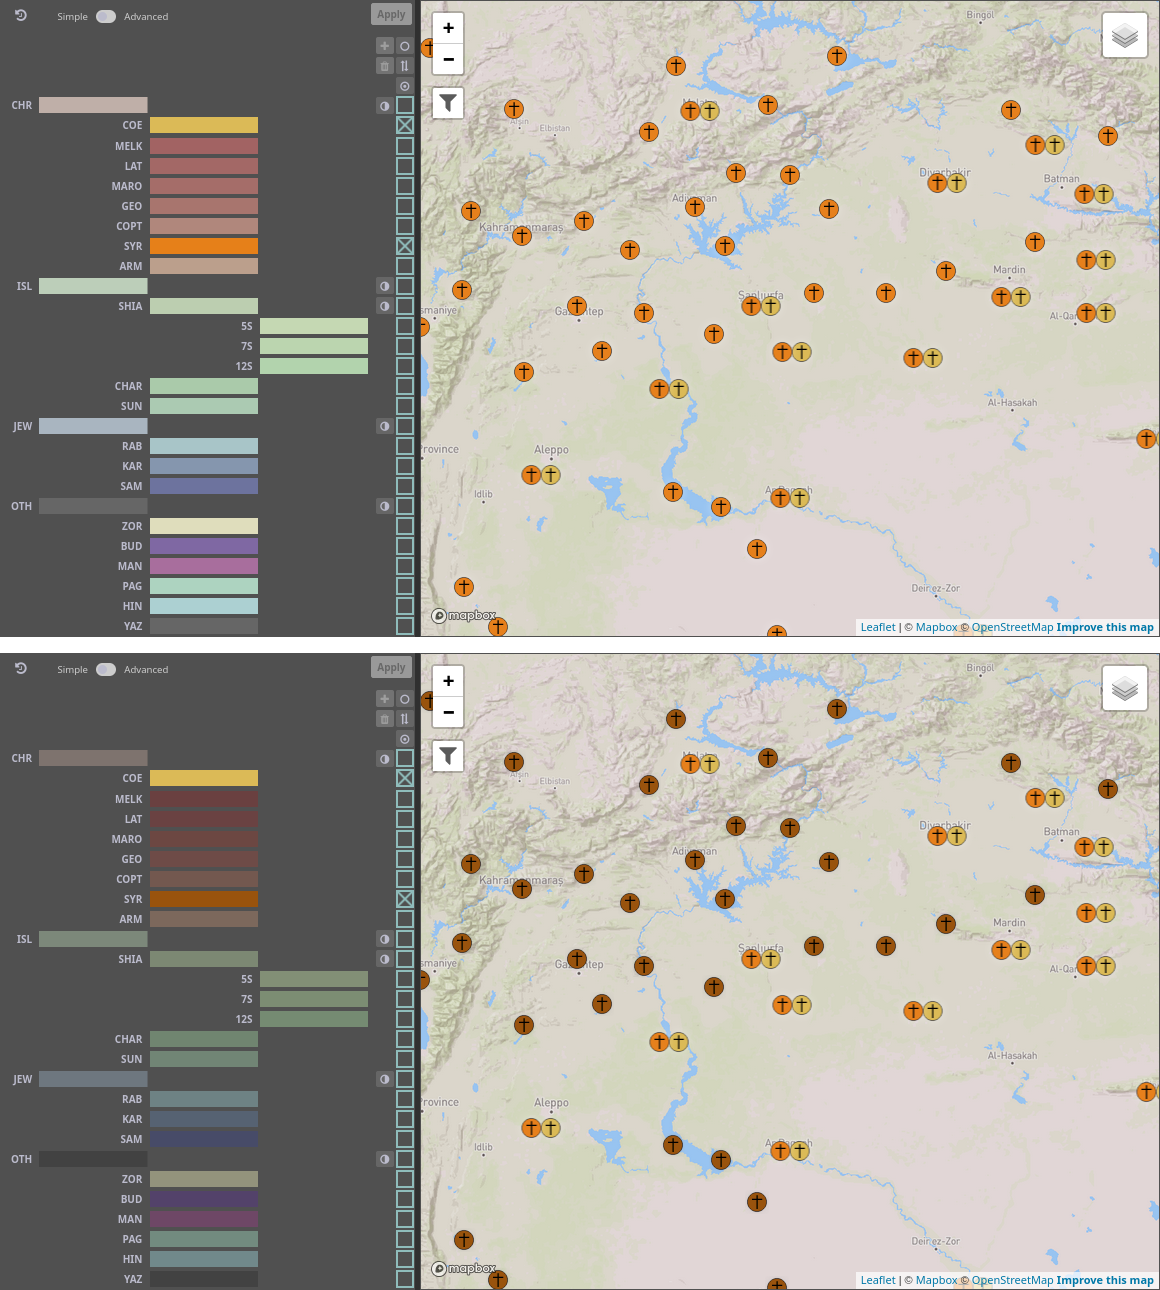 Simple Advanced Apply
CHR
COE
MELK
LAT
MARO
GEO
COPT
SYR
ARM
ISL
SHIA
5S
7S
12S
CHAR
SUN
JEW
RAB
KAR
SAM
OTH
ZOR
BUD
MAN
PAG
HIN
YAZ
+
−
Bingöl
Elbistan
Diyarbakır
Batman
Kahramanmaraş
Mardin
Şanlıurfa
smaniye
Al-Qa
Al-Hasakah
rovince
Aleppo
Idlib
Deir ez-Zor
mapbox
Leaflet | © Mapbox © OpenStreetMap Improve this map
Simple Advanced Apply
CHR
COE
MELK
LAT
MARO
GEO
COPT
SYR
ARM
ISL
SHIA
5S
7S
12S
CHAR
SUN
JEW
RAB
KAR
SAM
OTH
ZOR
BUD
MAN
PAG
HIN
YAZ
+
−
Bingöl
Elbistan
Diyarbakır
Batman
Kahramanmaraş
Mardin
Şanlıurfa
smaniye
Al-Qa
Al-Hasakah
rovince
Aleppo
Idlib
Deir ez-Zor
mapbox
Leaflet | © Mapbox © OpenStreetMap Improve this map